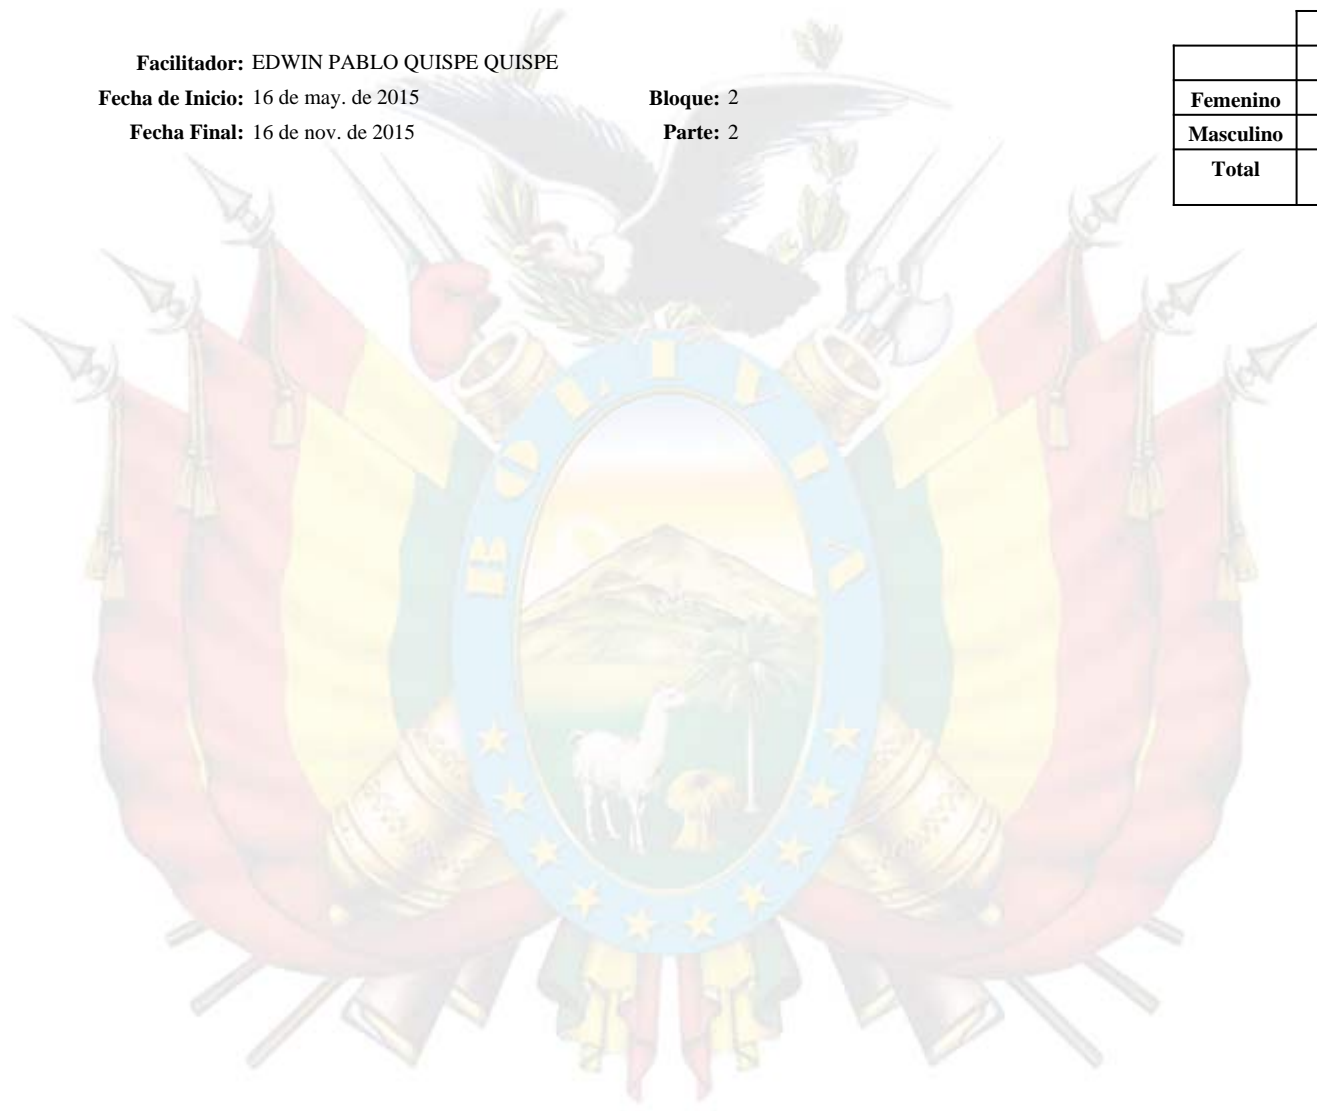 Facilitador: EDWIN PABLO QUISPE QUISPE
Fecha de Inicio: 16 de may. de 2015 Bloque: 2
Fecha Final: 16 de nov. de 2015 Parte: 2
Femenino
Masculino
Total
BOLIVIA